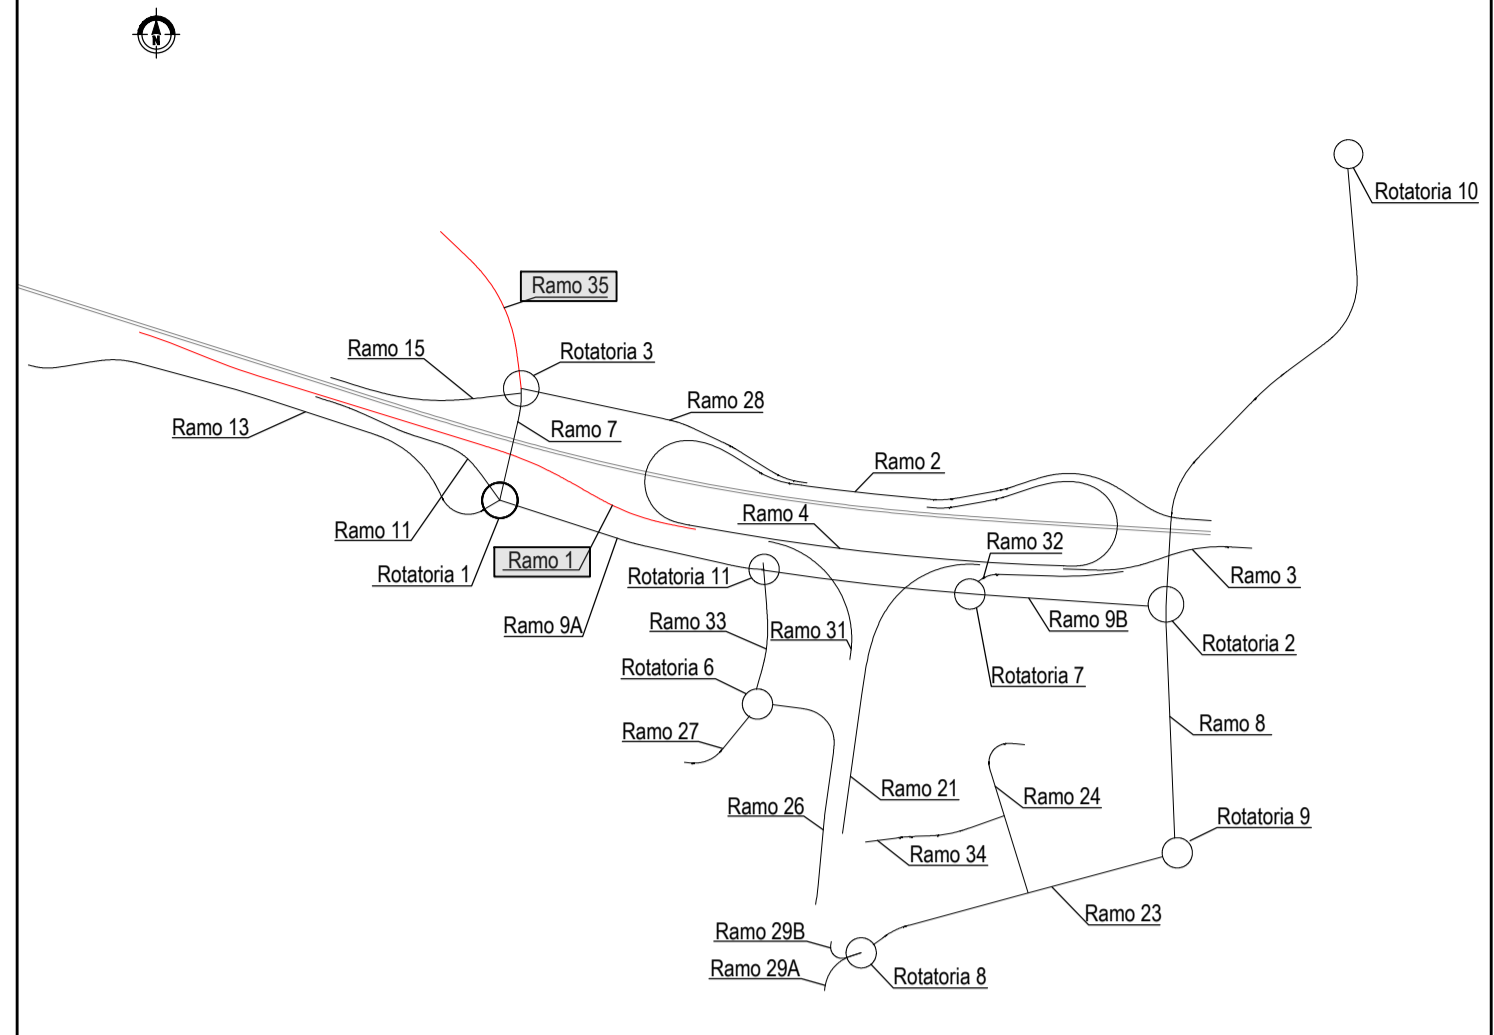 N
Rotatoria 10
Ramo 35
Ramo 15
Rotatoria 3
Ramo 28
Ramo 13
Ramo 7
Ramo 2
Ramo 4
Ramo 11
Ramo 1
Ramo 32
Rotatoria 1
Rotatoria 11
Ramo 3
Ramo 9A
Ramo 33
Ramo 31
Ramo 9B
Rotatoria 2
Rotatoria 6
Rotatoria 7
Ramo 27
Ramo 8
Ramo 21
Ramo 24
Ramo 26
Rotatoria 9
Ramo 34
Ramo 23
Ramo 29B
Ramo 29A
Rotatoria 8